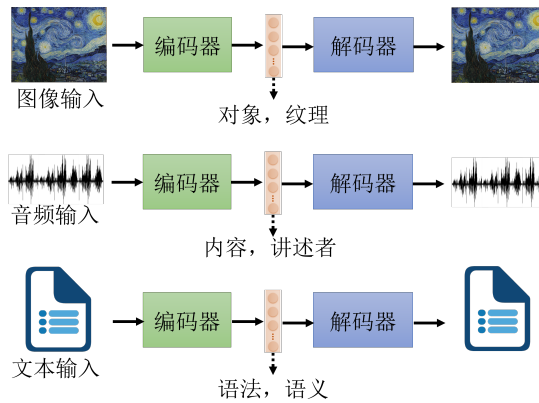 编码器
解码器
图像输入
对象，纹理
编码器
解码器
音频输入
内容，讲述者
编码器
解码器
文本输入
语法，语义